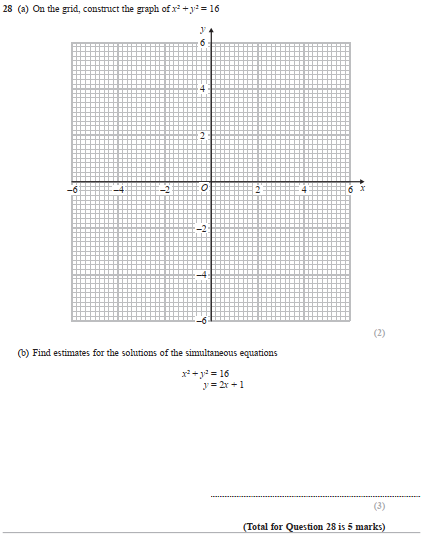 28 (a) On the grid, construct the graph of x² + y² = 16
y
6
4
2
-6 -4 -2 O 2 4 6 x
-2
-4
-6
(2)
(b) Find estimates for the solutions of the simultaneous equations
x² + y² = 16
y = 2x + 1
(3)
(Total for Question 28 is 5 marks)